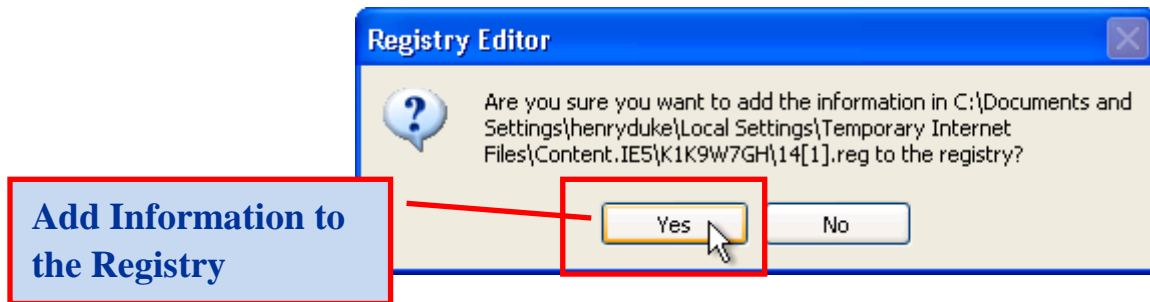 Registry Editor
Are you sure you want to add the information in C:\Documents and
Settings\henryduke\Local Settings\Temporary Internet
Files\Content.IE5\K1K9W7GH\14[1].reg to the registry?
Yes
No
Add Information to
the Registry